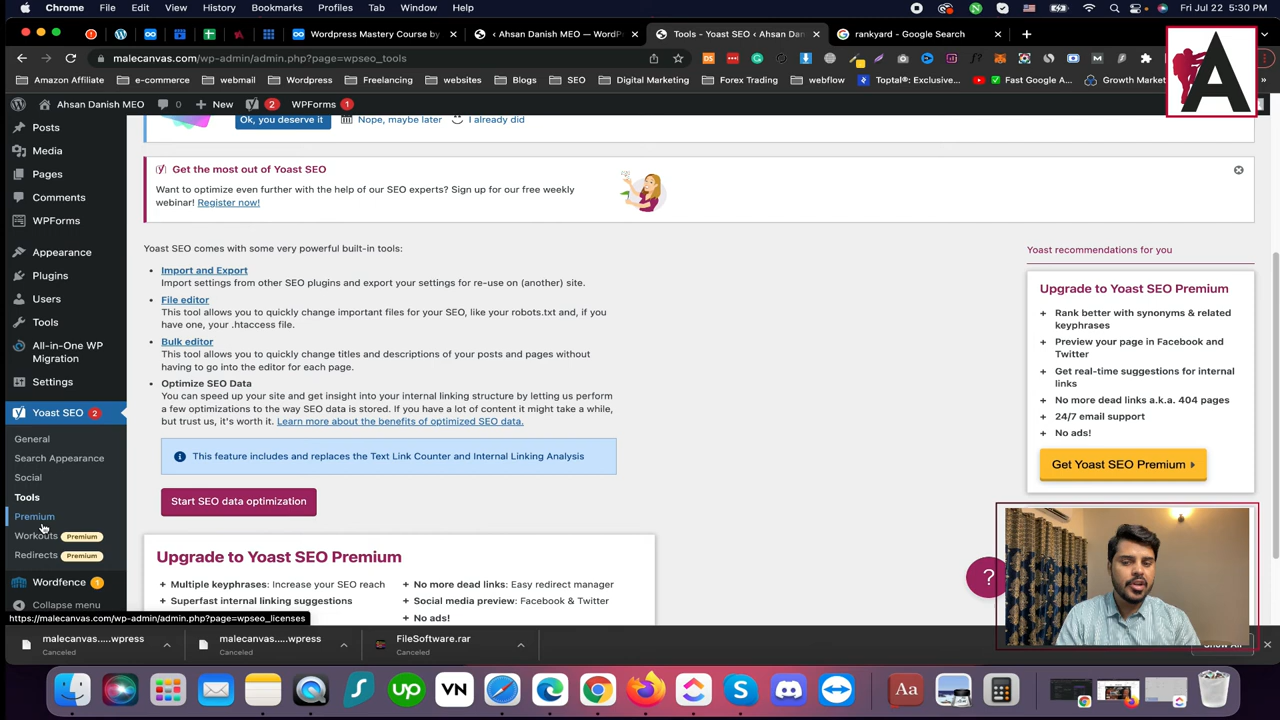 Chrome File Edit View History Bookmarks Profiles Tab Window Help Fri Jul 22 5:30 PM
Wordpress Mastery Course by
‹ Ahsan Danish MEO — WordPr
Tools - Yoast SEO ‹ Ahsan Dan
rankyard - Google Search
malecanvas.com/wp-admin/admin.php?page=wpseo_tools
Amazon Affiliate e-commerce webmail Wordpress Freelancing websites Blogs SEO Digital Marketing Forex Trading webflow Toptal®: Exclusive... Fast Google A... Growth Market
A
Ahsan Danish MEO 0 New 2 WPForms 1
Posts
Media
Pages
Comments
WPForms
Appearance
Plugins
Users
Tools
All-in-One WP
Migration
Settings
Yoast SEO 2
General
Search Appearance
Social
Tools
Premium
Workouts Premium
Redirects Premium
Wordfence 1
Collapse menu
Ok, you deserve it Nope, maybe later I already did
Get the most out of Yoast SEO
Want to optimize even further with the help of our SEO experts? Sign up for our free weekly
webinar! Register now!
Yoast SEO comes with some very powerful built-in tools:
• Import and Export
Import settings from other SEO plugins and export your settings for re-use on (another) site.
• File editor
This tool allows you to quickly change important files for your SEO, like your robots.txt and, if you
have one, your .htaccess file.
• Bulk editor
This tool allows you to quickly change titles and descriptions of your posts and pages without
having to go into the editor for each page.
• Optimize SEO Data
You can speed up your site and get insight into your internal linking structure by letting us perform
a few optimizations to the way SEO data is stored. If you have a lot of content it might take a while,
but trust us, it's worth it. Learn more about the benefits of optimized SEO data.
This feature includes and replaces the Text Link Counter and Internal Linking Analysis
Start SEO data optimization
Upgrade to Yoast SEO Premium
+ Multiple keyphrases: Increase your SEO reach
+ Superfast internal linking suggestions
+ No more dead links: Easy redirect manager
+ Social media preview: Facebook & Twitter
+ No ads!
Yoast recommendations for you
Upgrade to Yoast SEO Premium
+ Rank better with synonyms & related
keyphrases
+ Preview your page in Facebook and
Twitter
+ Get real-time suggestions for internal
links
+ No more dead links a.k.a. 404 pages
+ 24/7 email support
+ No ads!
Get Yoast SEO Premium
?
https://malecanvas.com/wp-admin/admin.php?page=wpseo_licenses
malecanvas.com-....wpress
Canceled
malecanvas.com-....wpress
Canceled
FileSoftware.rar
Canceled
up
VN
Aa